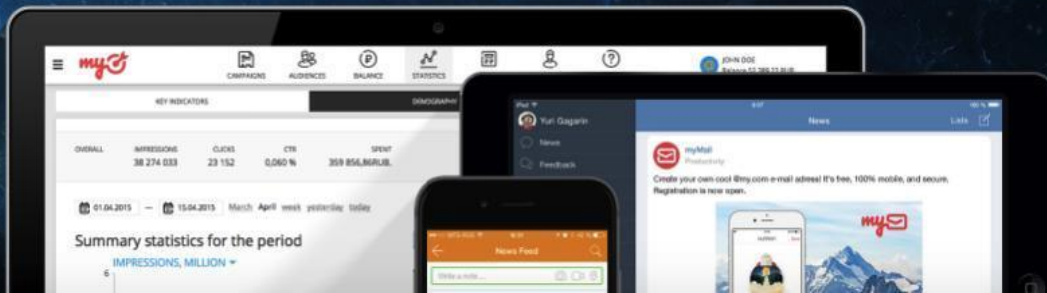 my
CAMPAIGNS AUDIENCES BALANCE STATISTICS
JOHN DOE
KEY INDICATORS
DEMOGRAPHY
OVERALL IMPRESSIONS CLICKS CTR SPENT
38 274 033 23 152 0,060 % 359 856,86RUB.
01.04.2015 — 15.04.2015 March April week yesterday today
Summary statistics for the period
IMPRESSIONS, MILLION
6
iPad
Yuri Gagarin
News
Feedback
News
Lists
myMail
Productivity
Create your own cool @my.com e-mail adress! It's free, 100% mobile, and secure.
Registration is now open.
my
News Feed
Write a note...